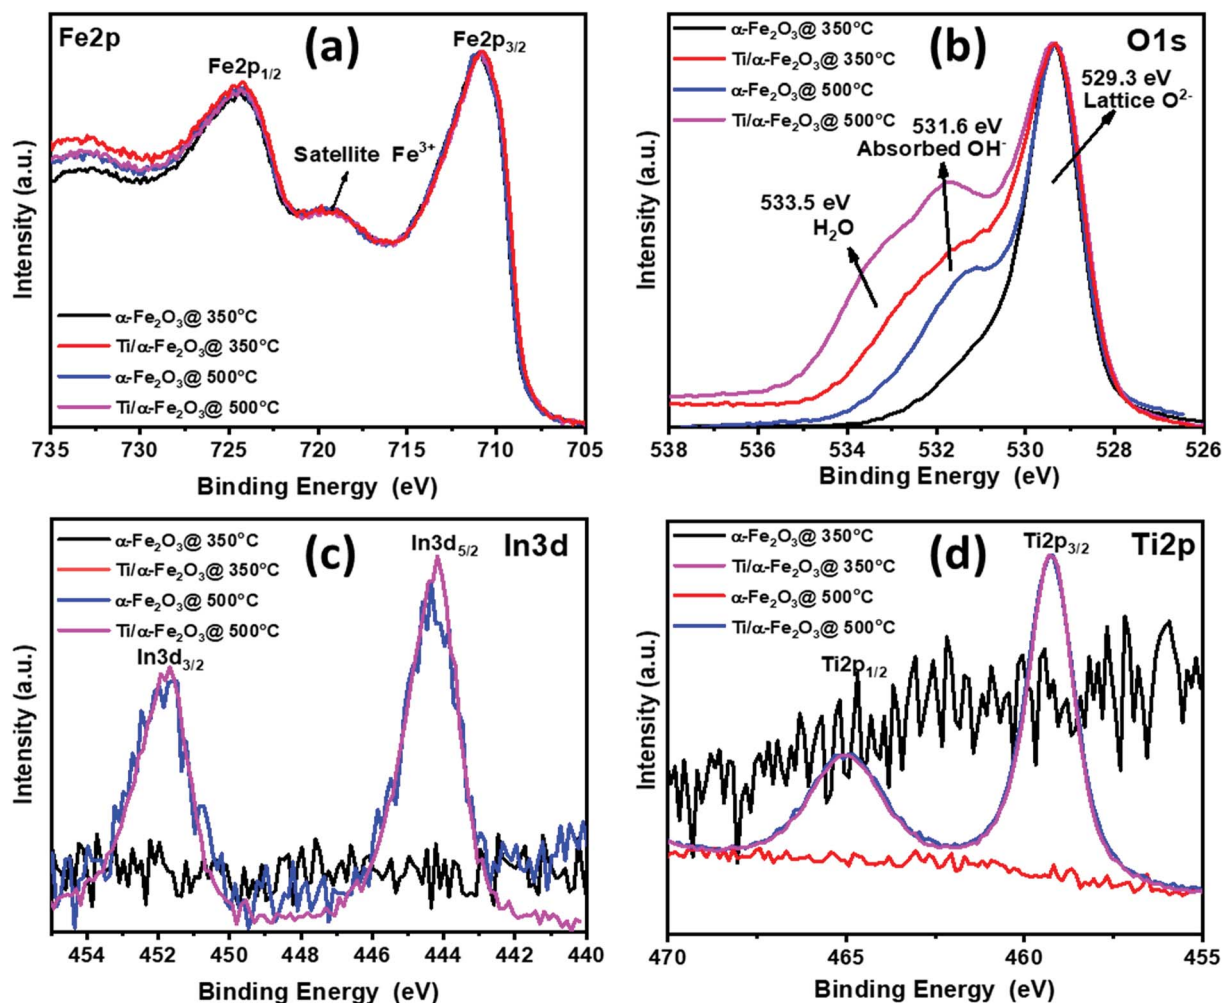 Fe2p
(a)
Fe2p₃/₂
Fe2p₁/₂
Satellite Fe³⁺
α-Fe₂O₃@ 350°C
Ti/α-Fe₂O₃@ 350°C
α-Fe₂O₃@ 500°C
Ti/α-Fe₂O₃@ 500°C
Intensity (a.u.)
735 730 725 720 715 710 705
Binding Energy (eV)
α-Fe₂O₃@ 350°C
Ti/α-Fe₂O₃@ 350°C
α-Fe₂O₃@ 500°C
Ti/α-Fe₂O₃@ 500°C
(b)
O1s
529.3 eV
Lattice O²⁻
531.6 eV
Absorbed OH⁻
533.5 eV
H₂O
Intensity (a.u.)
538 536 534 532 530 528 526
Binding Energy (eV)
α-Fe₂O₃@ 350°C
Ti/α-Fe₂O₃@ 350°C
α-Fe₂O₃@ 500°C
Ti/α-Fe₂O₃@ 500°C
(c)
In3d₅/₂
In3d
In3d₃/₂
Intensity (a.u.)
454 452 450 448 446 444 442 440
Binding Energy (eV)
α-Fe₂O₃@ 350°C
Ti/α-Fe₂O₃@ 350°C
α-Fe₂O₃@ 500°C
Ti/α-Fe₂O₃@ 500°C
(d)
Ti2p₃/₂
Ti2p
Ti2p₁/₂
Intensity (a.u.)
470 465 460 455
Binding Energy (eV)